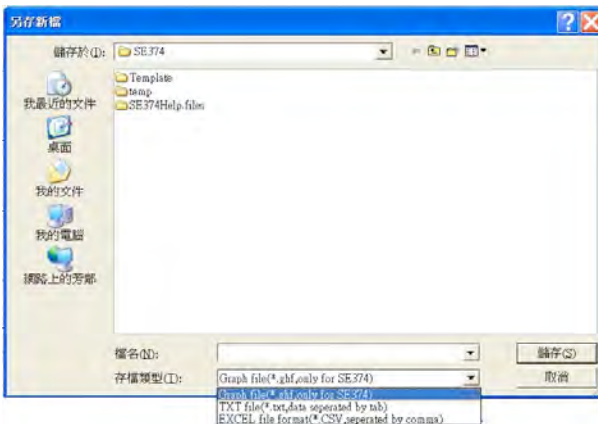 另存新檔
儲存於(I):
SE374
Template
temp
SE374Help.files
我最近的文件
桌面
我的文件
我的電腦
網路上的芳鄰
檔名(N):
儲存(S)
存檔類型(T):
Graph file(*.ghf,only for SE374)
取消
Graph file(*.ghf,only for SE374)
TXT file(*.txt,data seperated by tab)
EXCEL file format(*.CSV,seperated by comma)